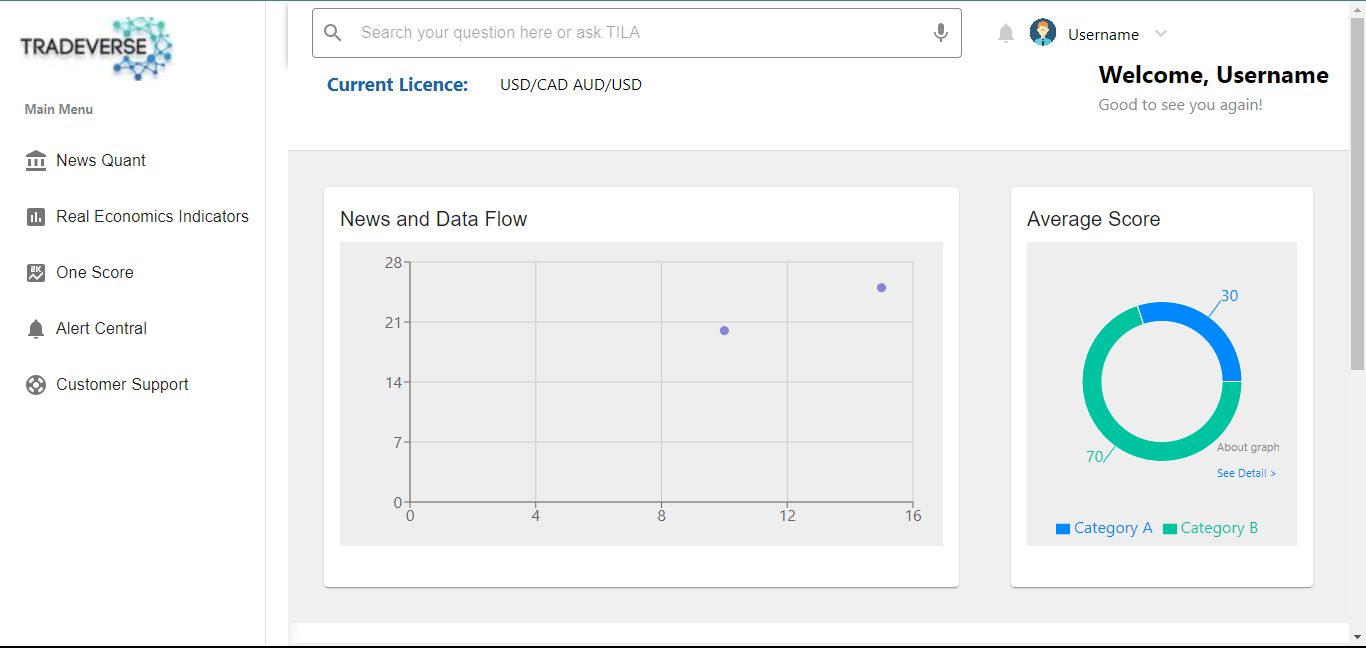 TRADEVERSE
Main Menu
News Quant
Real Economics Indicators
2K
One Score
Alert Central
Customer Support
Search your question here or ask TILA
Username
Current Licence: USD/CAD AUD/USD
Welcome, Username
Good to see you again!
News and Data Flow
28
21
14
7
0
0 4 8 12 16
Average Score
30
70
About graph
See Detail >
Category A Category B